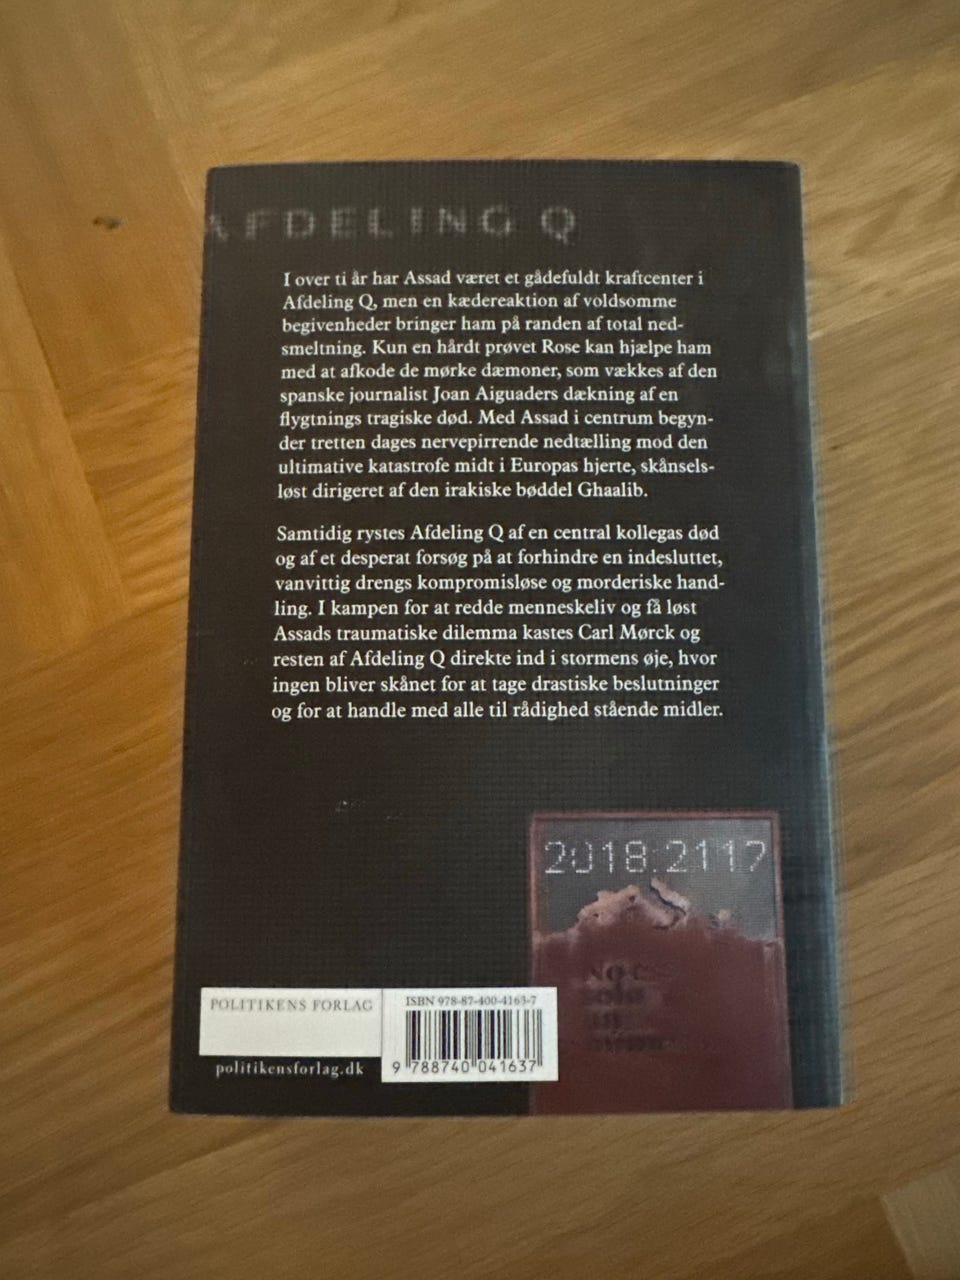 AFDELING Q
I over ti år har Assad været et gådefuldt kraftcenter i
Afdeling Q, men en kædereaktion af voldsomme
begivenheder bringer ham på randen af total ned-
smeltning. Kun en hårdt prøvet Rose kan hjælpe ham
med at afkode de mørke dæmoner, som vækkes af den
spanske journalist Joan Aiguaders dækning af en
flygtnings tragiske død. Med Assad i centrum begyn-
der tretten dages nervepirrende nedtælling mod den
ultimative katastrofe midt i Europas hjerte, skånsels-
løst dirigeret af den irakiske bøddel Ghaalib.
Samtidig rystes Afdeling Q af en central kollegas død
og af et desperat forsøg på at forhindre en indesluttet,
vanvittig drengs kompromisløse og morderiske hand-
ling. I kampen for at redde menneskeliv og få løst
Assads traumatiske dilemma kastes Carl Mørck og
resten af Afdeling Q direkte ind i stormens øje, hvor
ingen bliver skånet for at tage drastiske beslutninger
og for at handle med alle til rådighed stående midler.
2018:2117
POLITIKENS FORLAG
politikensforlag.dk
ISBN 978-87-400-4163-7
9 788740 041637